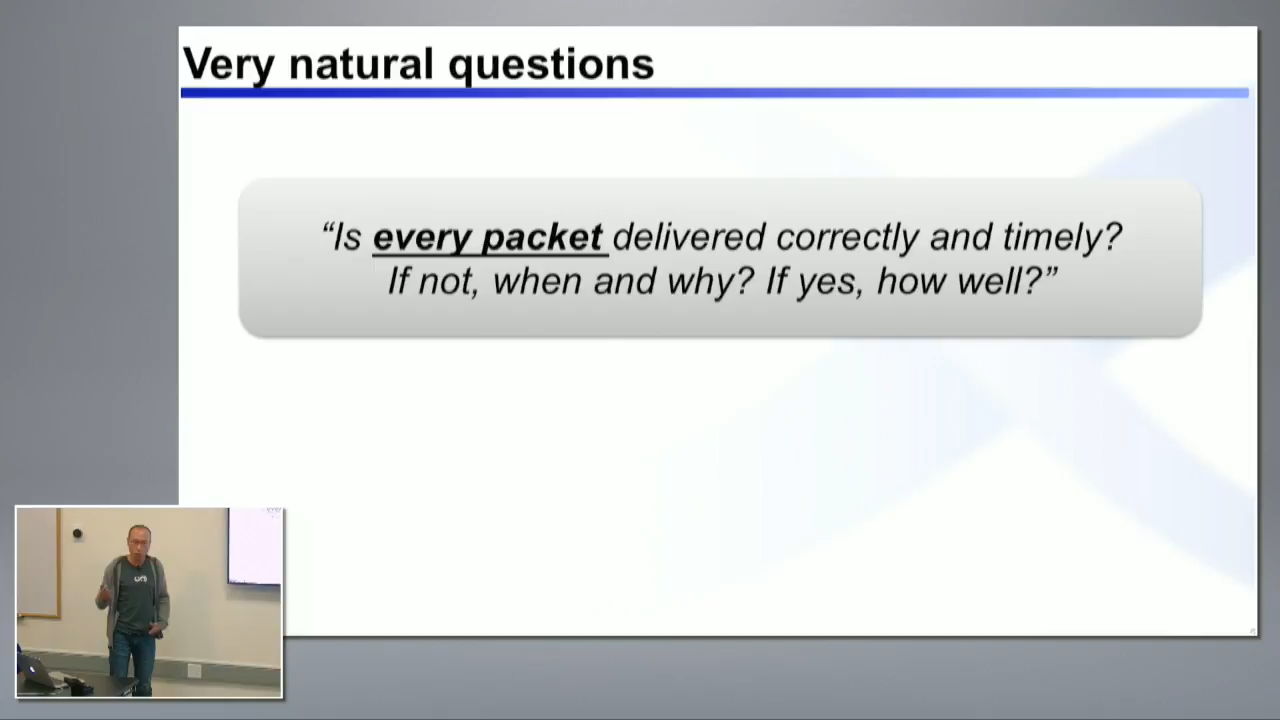 Very natural questions
“Is every packet delivered correctly and timely?
If not, when and why? If yes, how well?”